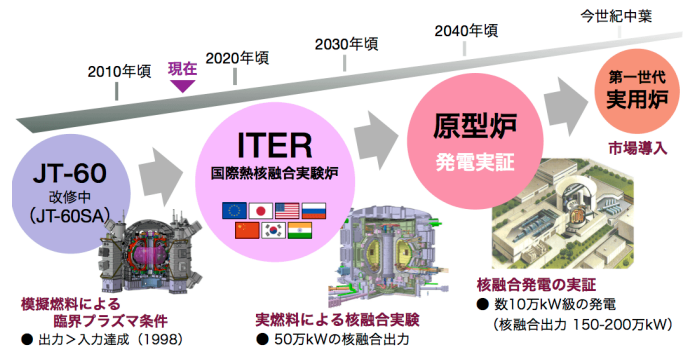 今世紀中葉
2040年頃
2030年頃
2020年頃
現在
2010年頃
JT-60
改修中
（JT-60SA）
模擬燃料による
臨界プラズマ条件
● 出力＞入力達成（1998）
ITER
国際熱核融合実験炉
実燃料による核融合実験
● 50万kWの核融合出力
原型炉
発電実証
核融合発電の実証
● 数10万kW級の発電
（核融合出力 150-200万kW）
第一世代
実用炉
市場導入